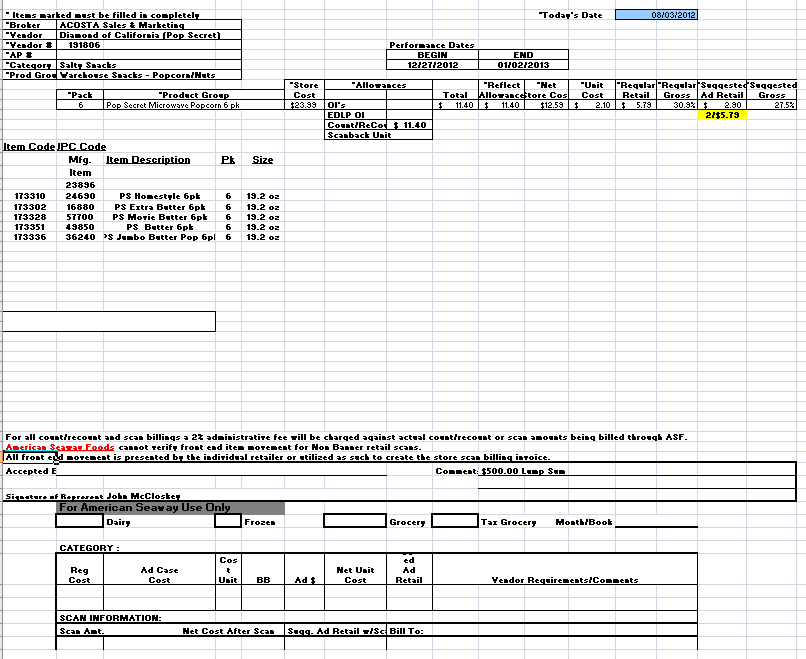 * Items marked must be filled in completely *Today's Date 08/03/2012
*Broker ACOSTA Sales & Marketing
*Vendor Diamond of California (Pop Secret)
*Vendor # 191806 Performance Dates
*AP # BEGIN END
*Category Salty Snacks 12/27/2012 01/02/2013
*Prod Grou Warehouse Snacks - Popcorn/Nuts
*Store *Allowances *Reflect *Net *Unit *Regular *Regular *Suggested *Suggested
*Pack *Product Group Cost Total Allowance Store Cos Cost Retail Gross Ad Retail Gross
6 Pop Secret Microwave Popcorn 6 pk $23.99 OI's $ 11.40 $ 11.40 $12.59 $ 2.10 $ 5.79 30.9% $ 2.90 27.5%
EDLP OI 2/$5.79
Count/ReCou $ 11.40
Scanback Unit
Item Code JPC Code
Mfg. Item Description Pk Size
Item
23896
173310 24690 PS Homestyle 6pk 6 19.2 oz
173302 16880 PS Extra Butter 6pk 6 19.2 oz
173328 57700 PS Movie Butter 6pk 6 19.2 oz
173351 49850 PS Butter 6pk 6 19.2 oz
173336 36240 PS Jumbo Butter Pop 6pl 6 19.2 oz
For all count/recount and scan billings a 2% administrative fee will be charged against actual count/recount or scan amounts being billed through ASF.
American Seaway Foods cannot verify front end item movement for Non Banner retail scans.
All front end movement is presented by the individual retailer or utilized as such to create the store scan billing invoice.
Accepted E Comment: $500.00 Lump Sum
Signature of Represent John McCloskey
For American Seaway Use Only
Dairy Frozen Grocery Tax Grocery Month/Book
CATEGORY :
Reg Cost Ad Case Cost Cos t Unit BB Ad $ Net Unit Cost ed Ad Retail Vendor Requirements/Comments
SCAN INFORMATION:
Scan Amt. Net Cost After Scan Sugg. Ad Retail w/Sc Bill To: